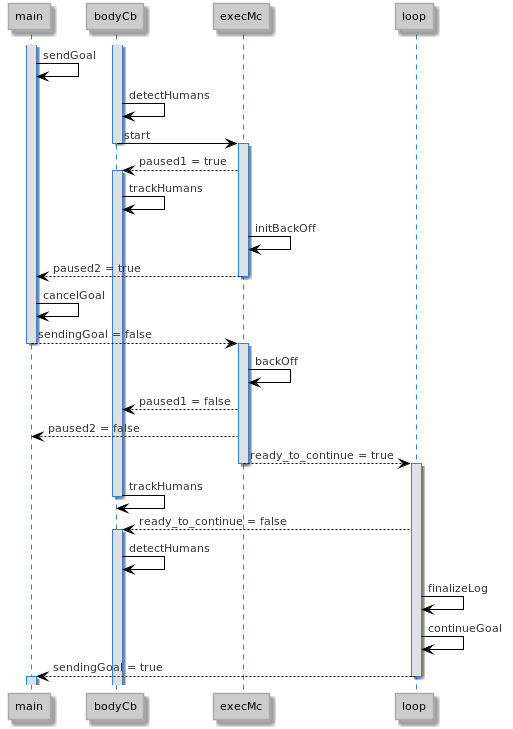 main bodyCb execMc loop
sendGoal
detectHumans
start
paused1 = true
trackHumans
initBackOff
paused2 = true
cancelGoal
sendingGoal = false
backOff
paused1 = false
paused2 = false
ready_to_continue = true
trackHumans
ready_to_continue = false
detectHumans
finalizeLog
continueGoal
sendingGoal = true
main bodyCb execMc loop